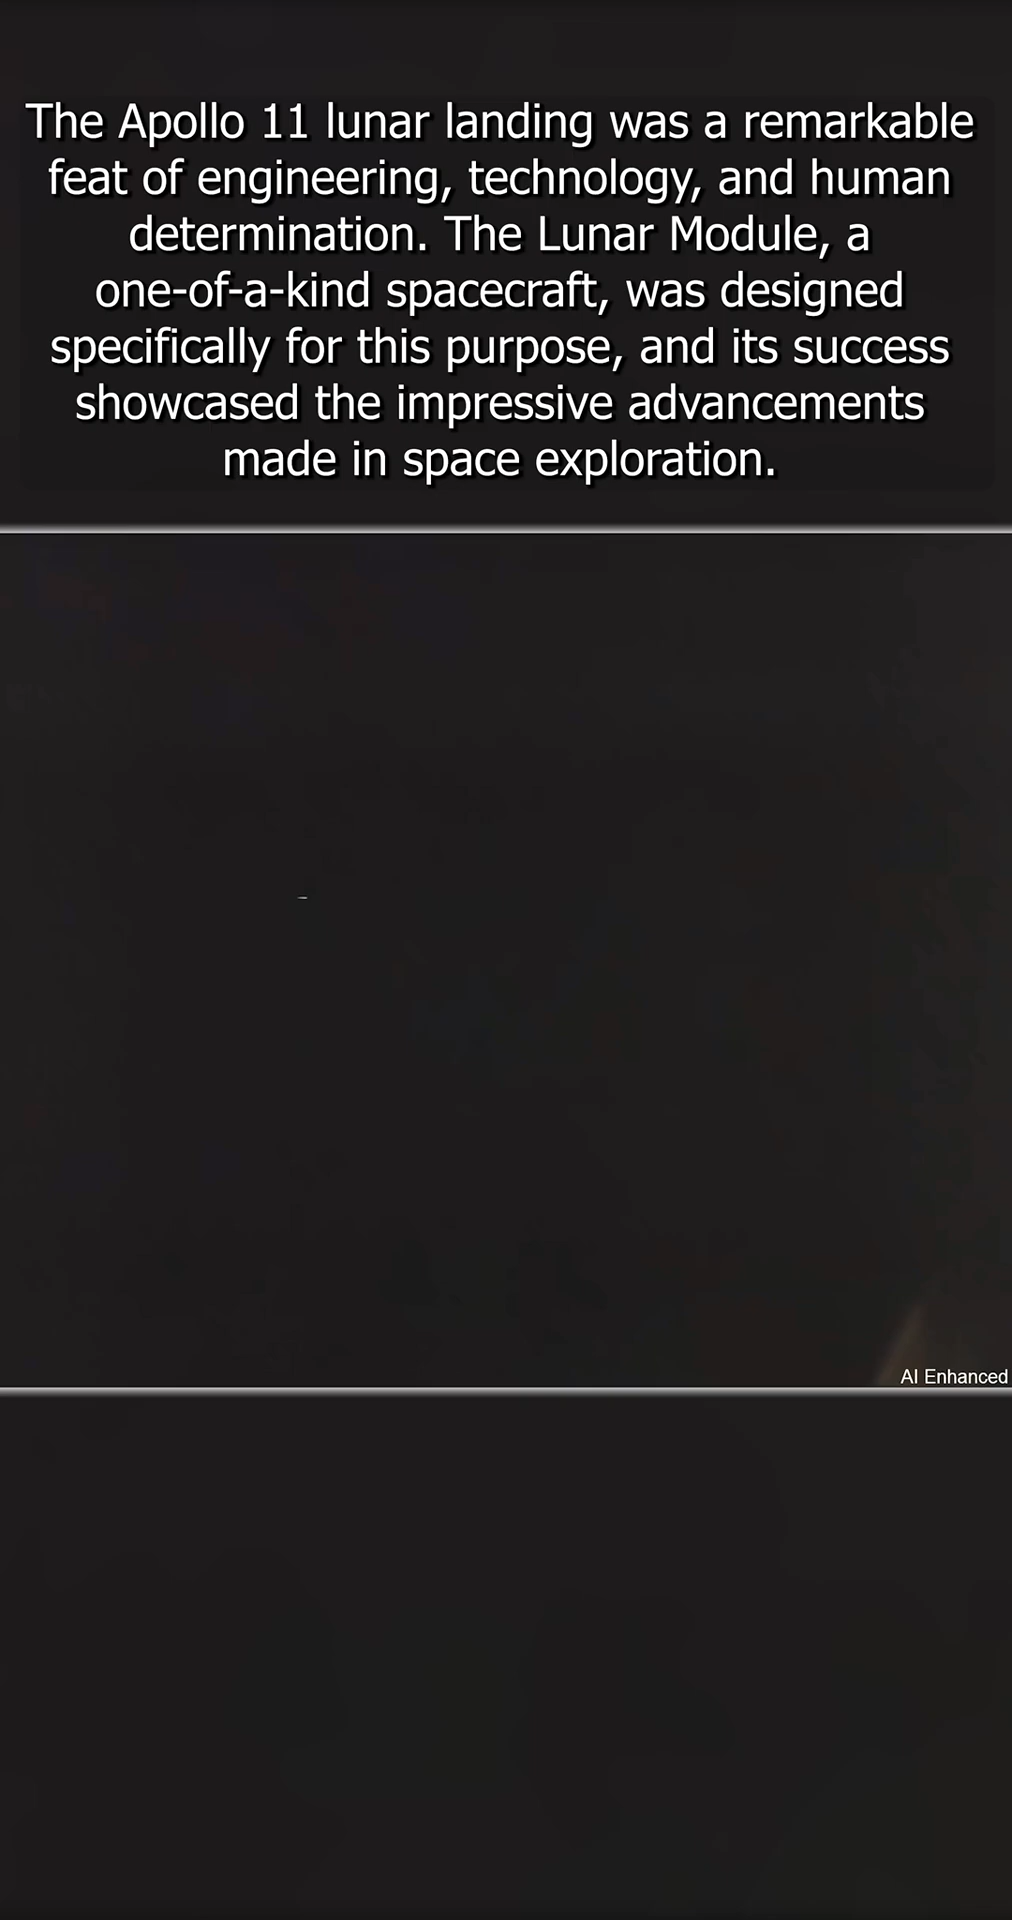 The Apollo 11 lunar landing was a remarkable
feat of engineering, technology, and human
determination. The Lunar Module, a
one-of-a-kind spacecraft, was designed
specifically for this purpose, and its success
showcased the impressive advancements
made in space exploration.
AI Enhanced